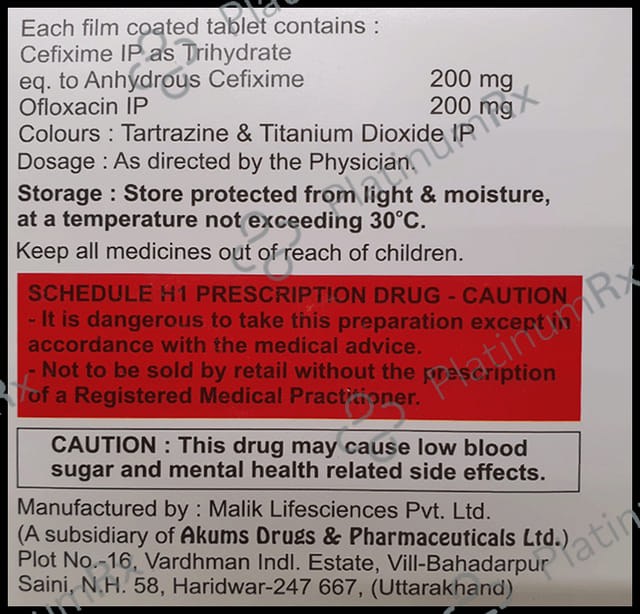 Each film coated tablet contains :
Cefixime IP as Trihydrate
eq. to Anhydrous Cefixime 200 mg
Ofloxacin IP 200 mg
Colours : Tartrazine & Titanium Dioxide IP
Dosage : As directed by the Physician.
Storage : Store protected from light & moisture,
at a temperature not exceeding 30°C.
Keep all medicines out of reach of children.
SCHEDULE H1 PRESCRIPTION DRUG - CAUTION
- It is dangerous to take this preparation except in
accordance with the medical advice.
- Not to be sold by retail without the prescription
of a Registered Medical Practitioner.
CAUTION : This drug may cause low blood
sugar and mental health related side effects.
Manufactured by : Malik Lifesciences Pvt. Ltd.
(A subsidiary of Akums Drugs & Pharmaceuticals Ltd.)
Plot No.-16, Vardhman Indl. Estate, Vill-Bahadarpur
Saini, N.H. 58, Haridwar-247 667, (Uttarakhand)
PlatinumRx
PlatinumRx